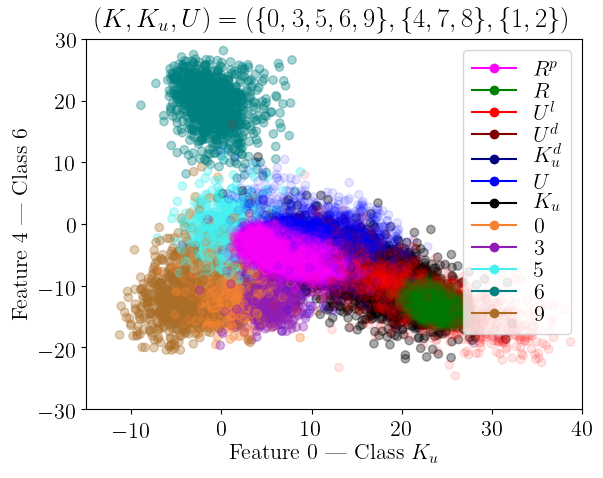 (K, K_u, U) = ({0, 3, 5, 6, 9}, {4, 7, 8}, {1, 2})
30
20
10
0
−10
−20
−30
Feature 4 — Class 6
R^p
R
U^l
U^d
K_u^d
U
K_u
0
3
5
6
9
−10
0
10
20
30
40
Feature 0 — Class K_u